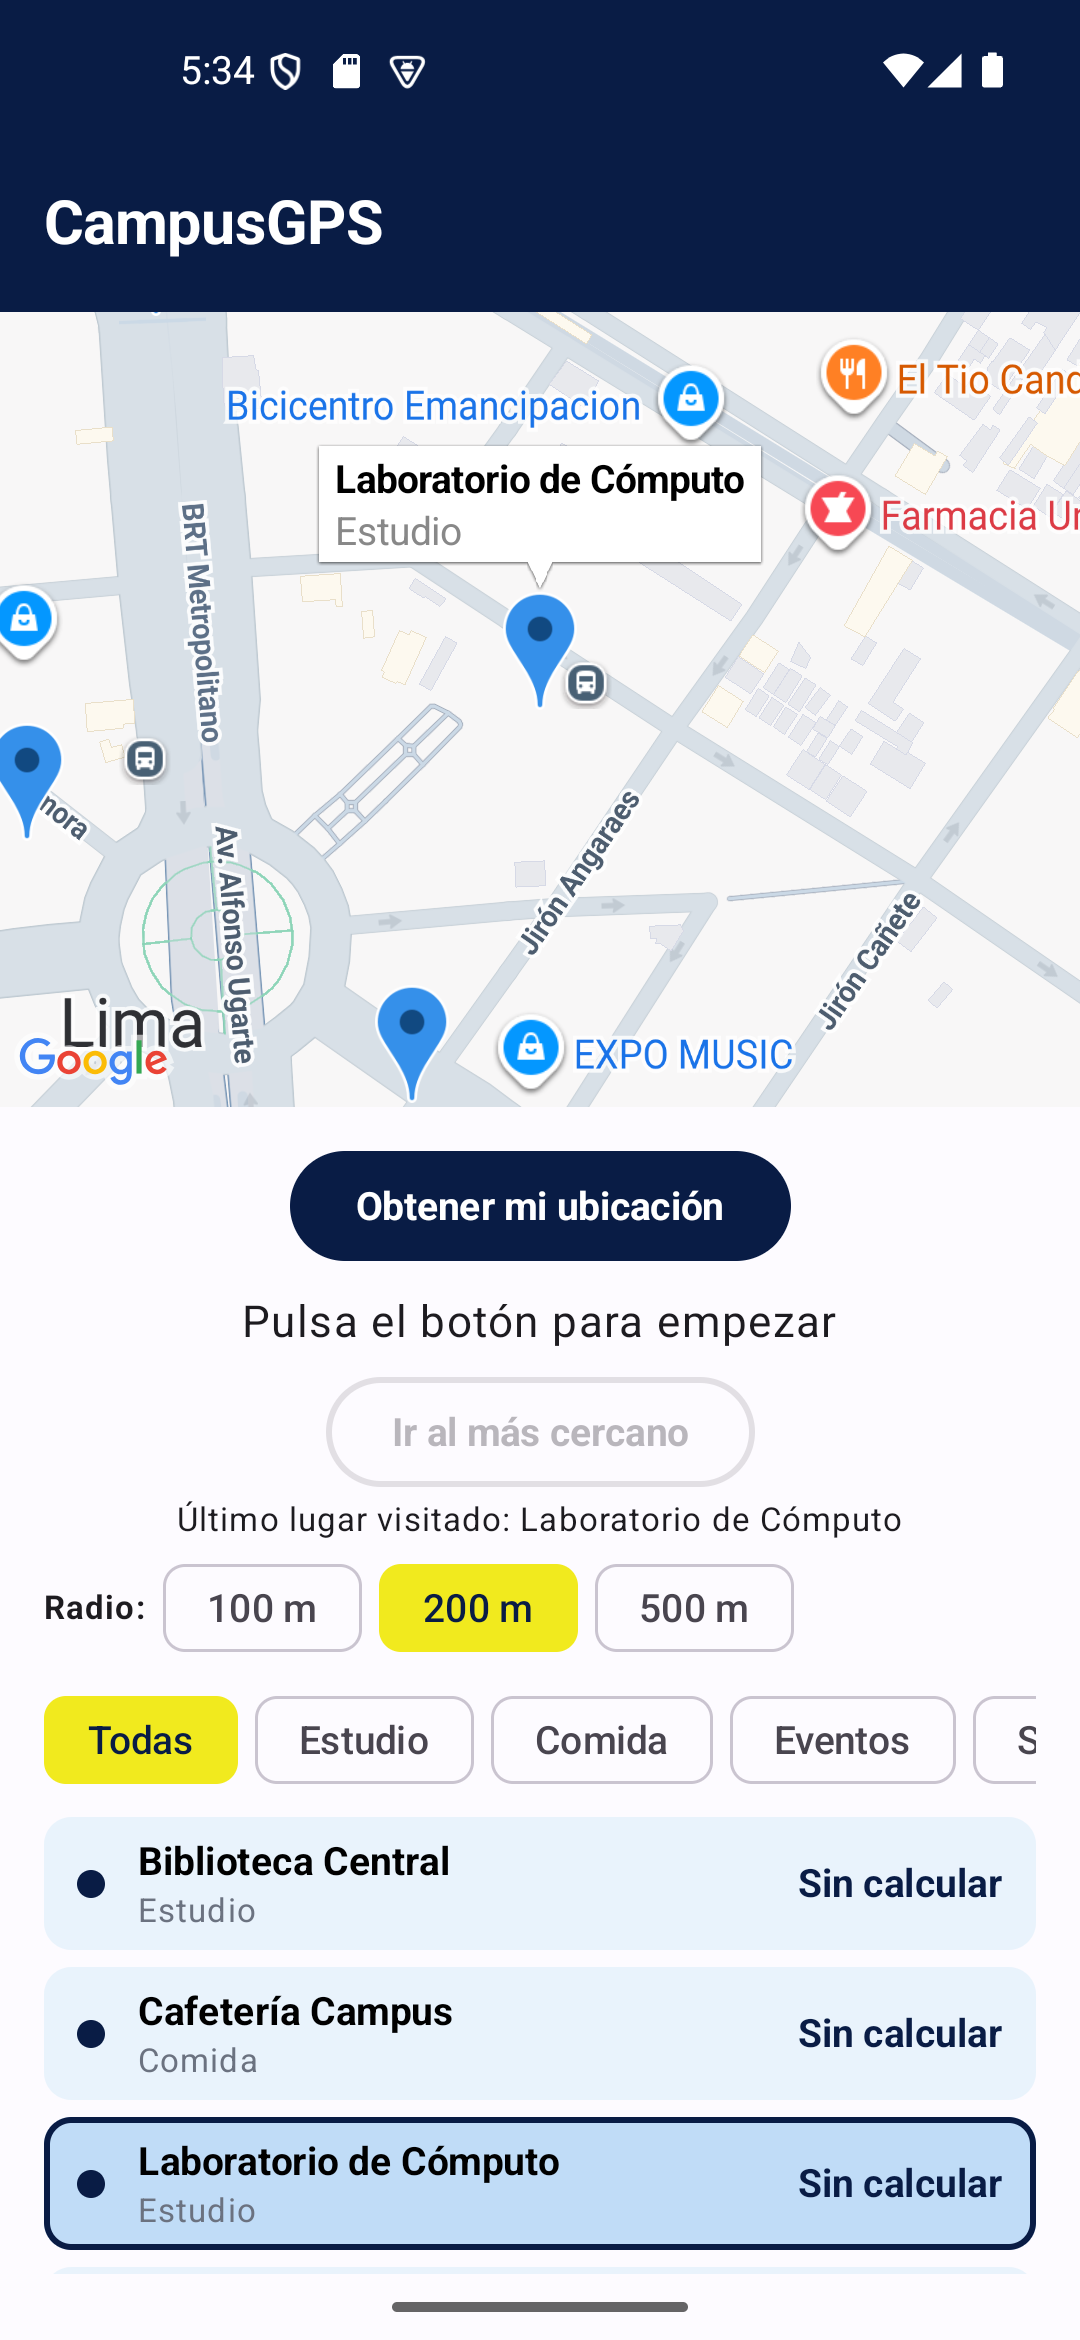 5:34
CampusGPS
Bicicentro Emancipacion
El Tio Cand
Laboratorio de Cómputo
Estudio
Farmacia Un
BRT Metropolitano
nora
Av. Alfonso Ugarte
Jirón Angaraes
Jirón Cañete
Lima
Google
EXPO MUSIC
Obtener mi ubicación
Pulsa el botón para empezar
Ir al más cercano
Último lugar visitado: Laboratorio de Cómputo
Radio: 100 m 200 m 500 m
Todas Estudio Comida Eventos S
Biblioteca Central
Estudio
Sin calcular
Cafetería Campus
Comida
Sin calcular
Laboratorio de Cómputo
Estudio
Sin calcular